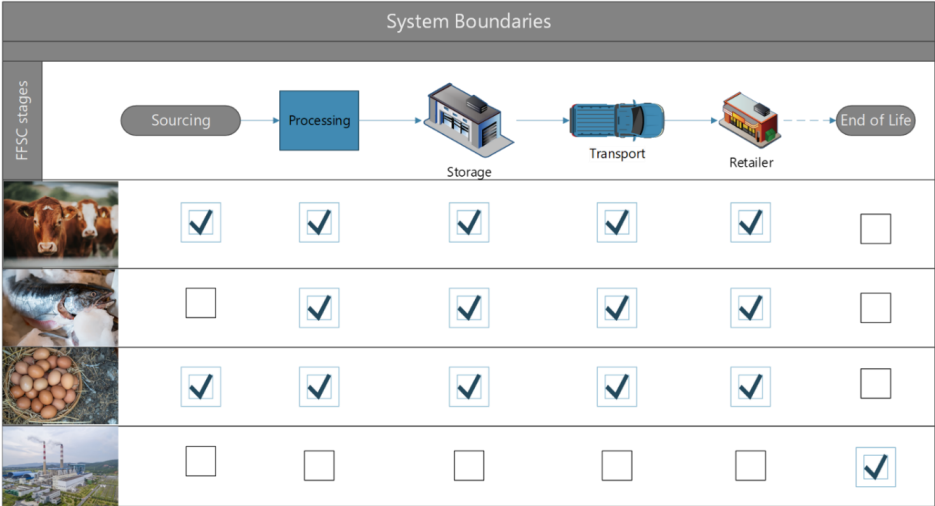 System Boundaries
FFSC stages
Sourcing
Processing
Storage
Transport
Retailer
End of Life